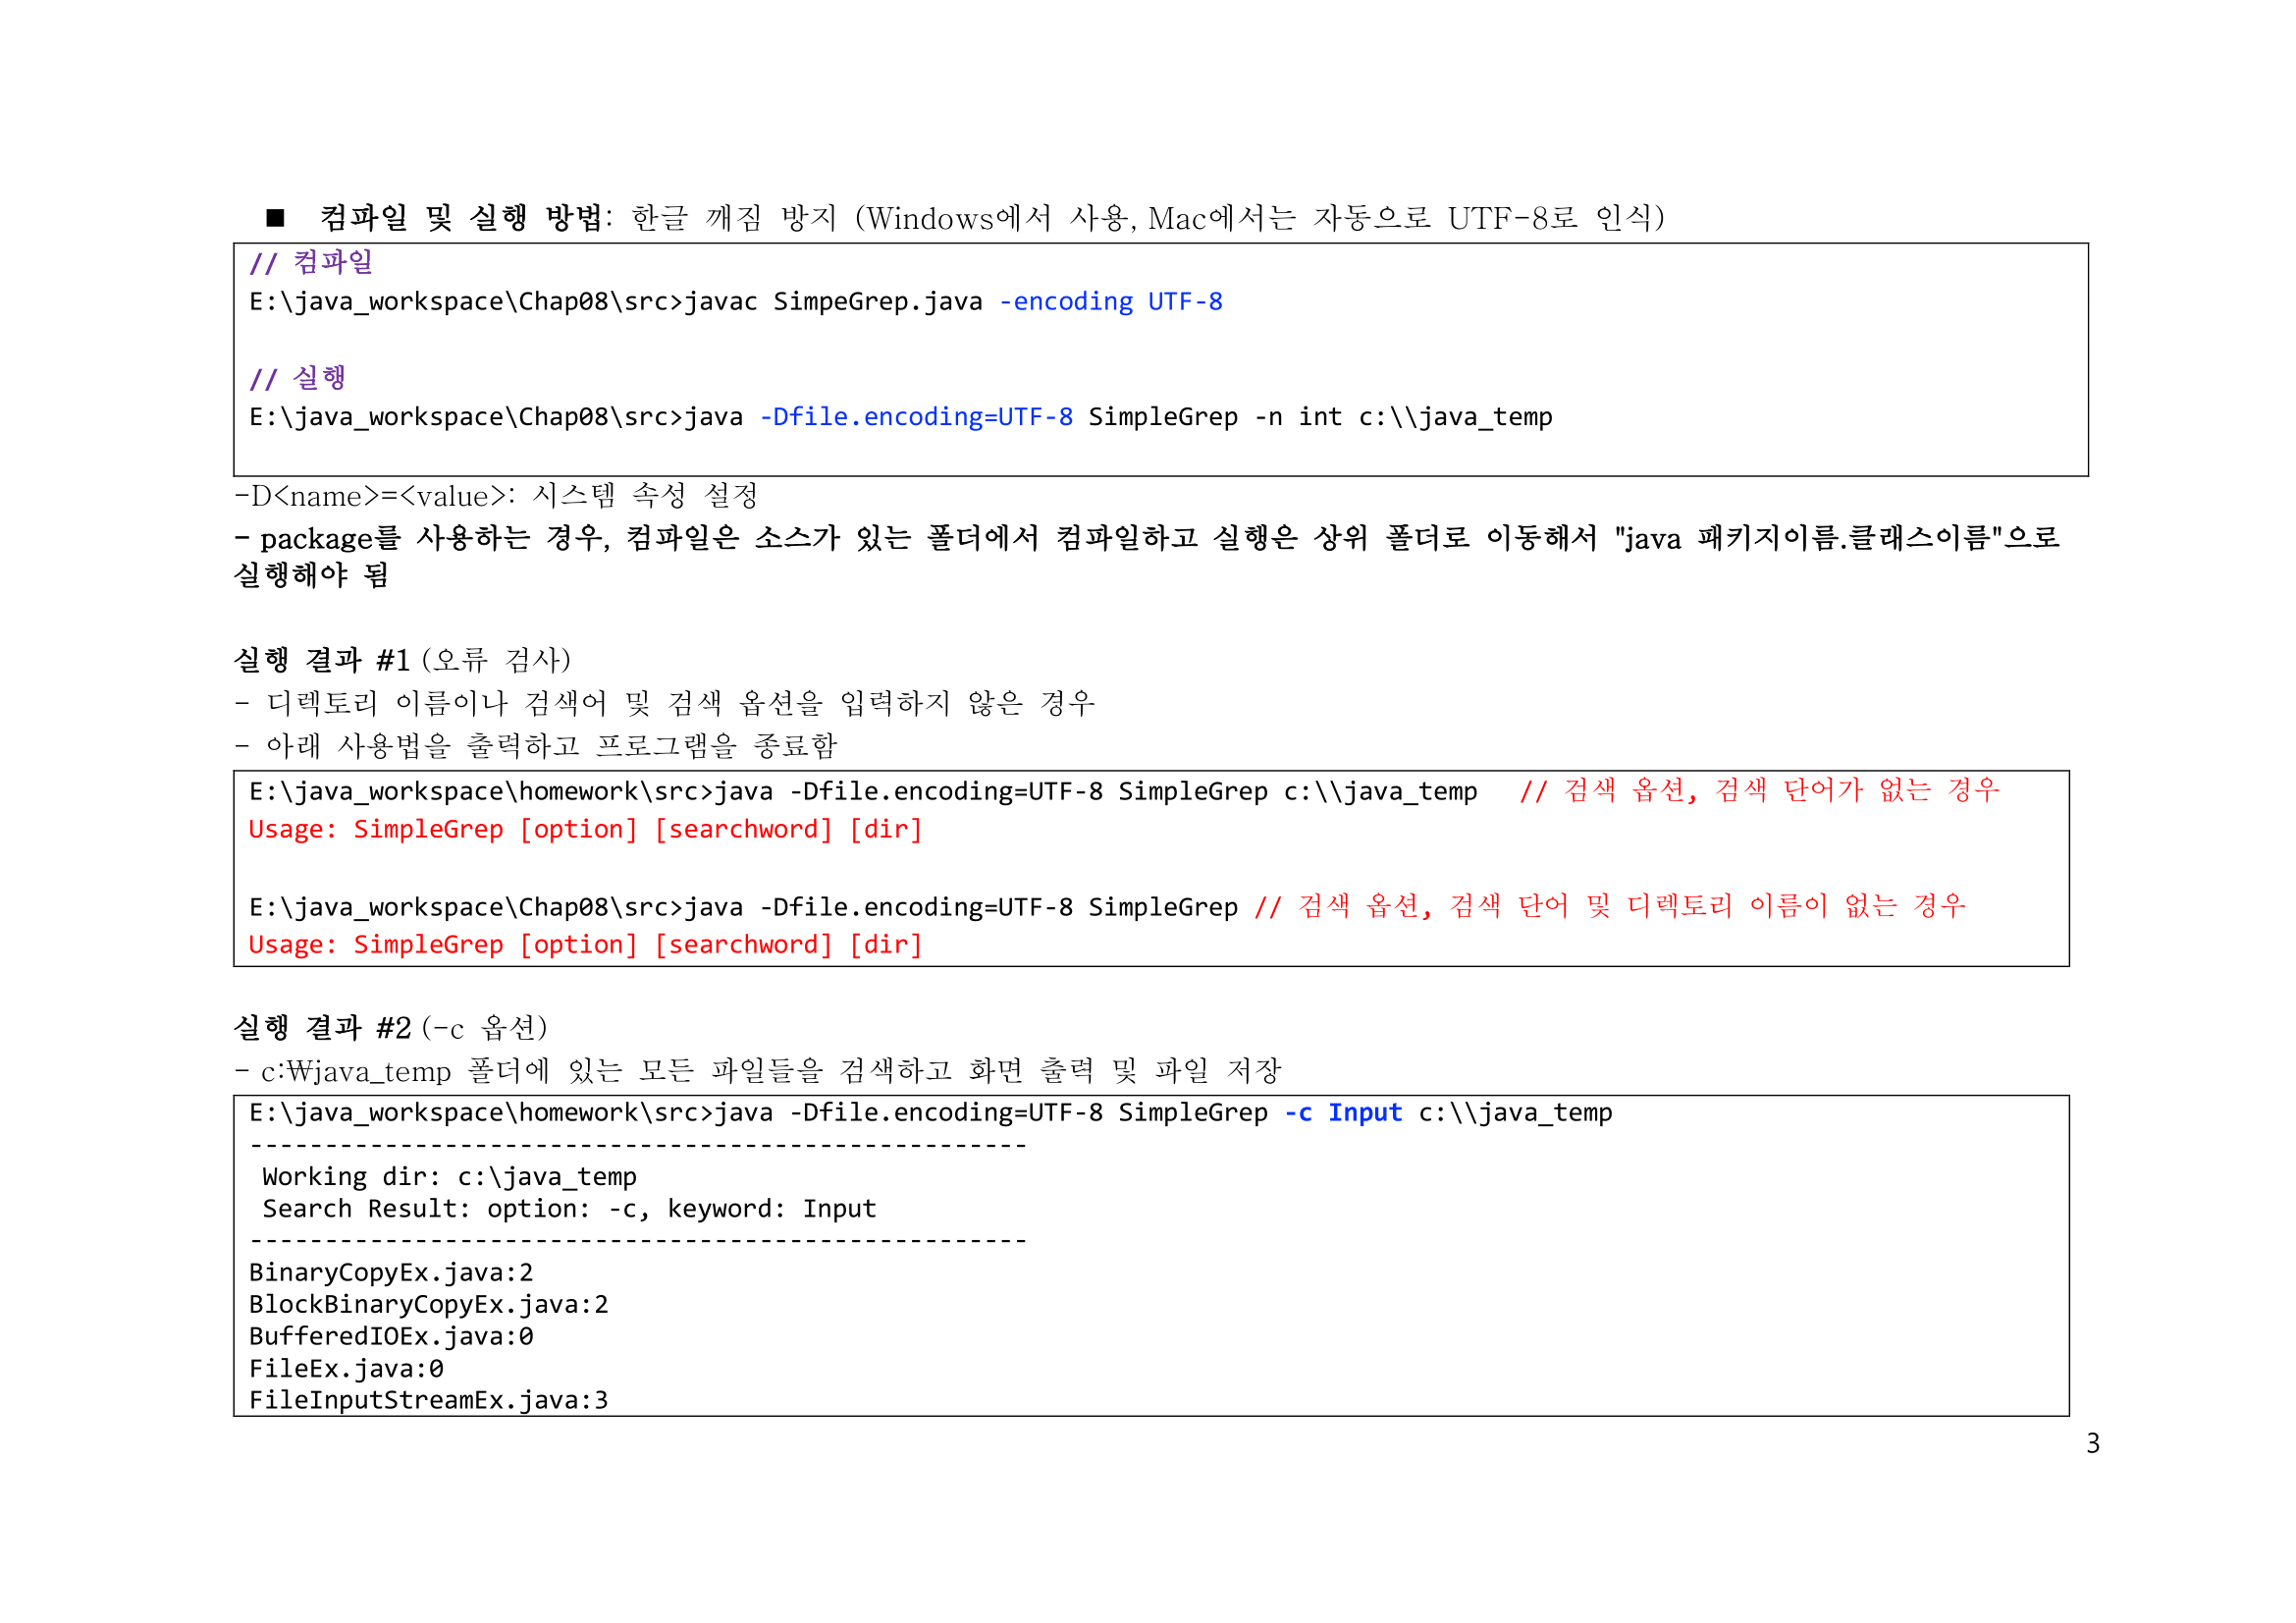 ■ 컴파일 및 실행 방법: 한글 깨짐 방지 (Windows에서 사용, Mac에서는 자동으로 UTF-8로 인식)
// 컴파일
E:\java_workspace\Chap08\src>javac SimpeGrep.java -encoding UTF-8
// 실행
E:\java_workspace\Chap08\src>java -Dfile.encoding=UTF-8 SimpleGrep -n int c:\\java_temp
-D<name>=<value>: 시스템 속성 설정
- package를 사용하는 경우, 컴파일은 소스가 있는 폴더에서 컴파일하고 실행은 상위 폴더로 이동해서 "java 패키지이름.클래스이름"으로
실행해야 됨
실행 결과 #1 (오류 검사)
- 디렉토리 이름이나 검색어 및 검색 옵션을 입력하지 않은 경우
- 아래 사용법을 출력하고 프로그램을 종료함
E:\java_workspace\homework\src>java -Dfile.encoding=UTF-8 SimpleGrep c:\\java_temp // 검색 옵션, 검색 단어가 없는 경우
Usage: SimpleGrep [option] [searchword] [dir]
E:\java_workspace\Chap08\src>java -Dfile.encoding=UTF-8 SimpleGrep // 검색 옵션, 검색 단어 및 디렉토리 이름이 없는 경우
Usage: SimpleGrep [option] [searchword] [dir]
실행 결과 #2 (-c 옵션)
- c:₩java_temp 폴더에 있는 모든 파일들을 검색하고 화면 출력 및 파일 저장
E:\java_workspace\homework\src>java -Dfile.encoding=UTF-8 SimpleGrep -c Input c:\\java_temp
----------------------------------------------------
Working dir: c:\java_temp
Search Result: option: -c, keyword: Input
----------------------------------------------------
BinaryCopyEx.java:2
BlockBinaryCopyEx.java:2
BufferedIOEx.java:0
FileEx.java:0
FileInputStreamEx.java:3
3